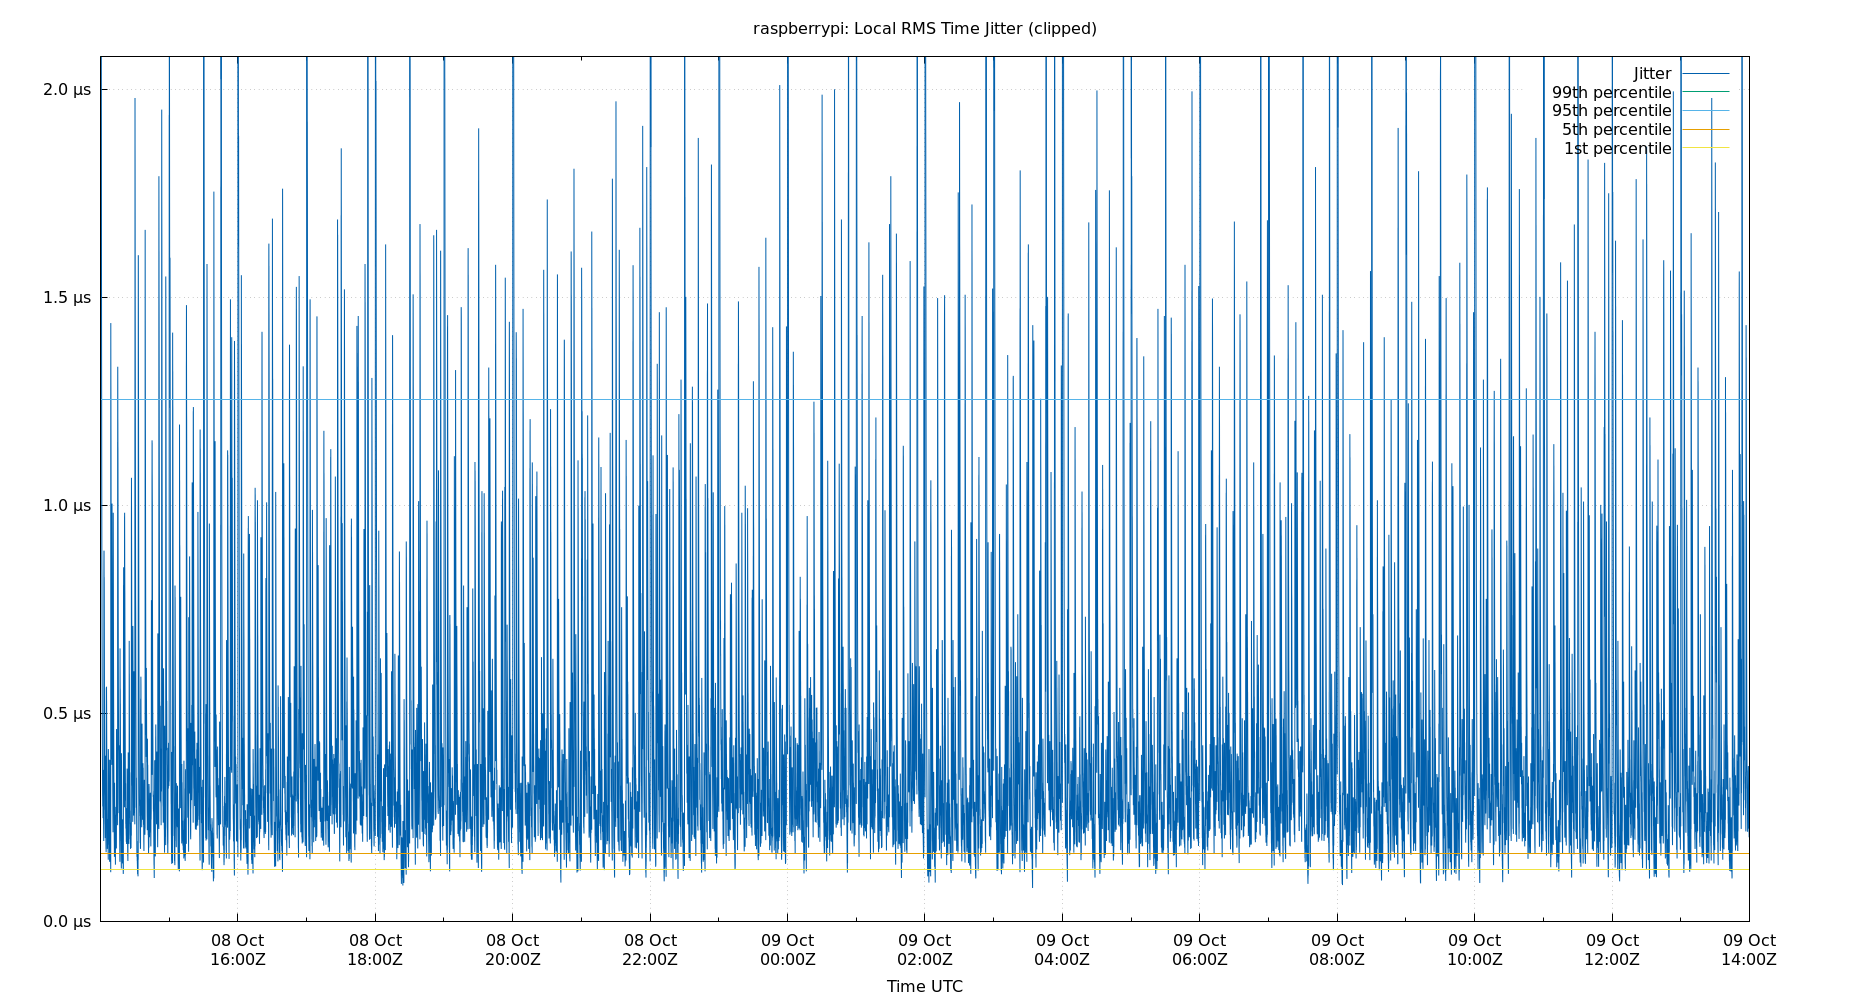 raspberrypi: Local RMS Time Jitter (clipped)
Jitter
99th percentile
95th percentile
5th percentile
1st percentile
2.0 µs
1.5 µs
1.0 µs
0.5 µs
0.0 µs
08 Oct 08 Oct 08 Oct 08 Oct 09 Oct 09 Oct 09 Oct 09 Oct 09 Oct 09 Oct 09 Oct 09 Oct
16:00Z 18:00Z 20:00Z 22:00Z 00:00Z 02:00Z 04:00Z 06:00Z 08:00Z 10:00Z 12:00Z 14:00Z
Time UTC